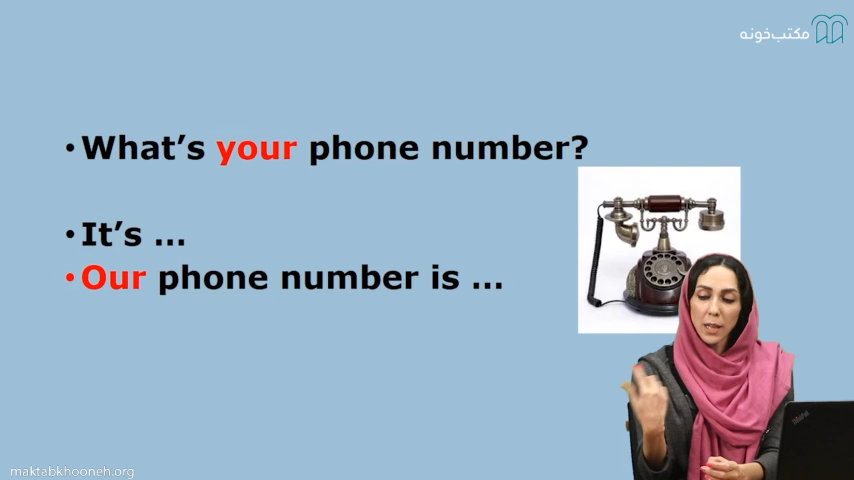 مکتب‌خونه
• What’s your phone number?
• It’s ...
• Our phone number is ...
maktabkhooneh.org